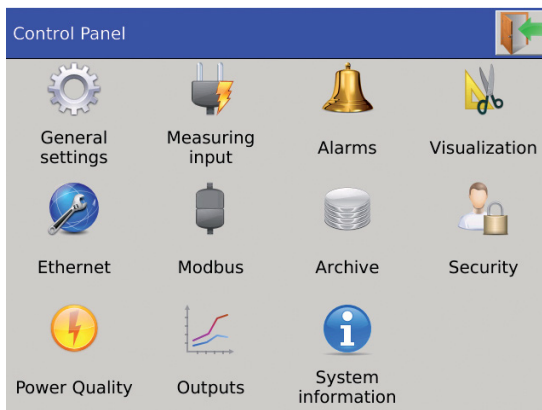 Control Panel
General
settings
Measuring
input
Alarms
Visualization
Ethernet
Modbus
Archive
Security
Power Quality
Outputs
System
information